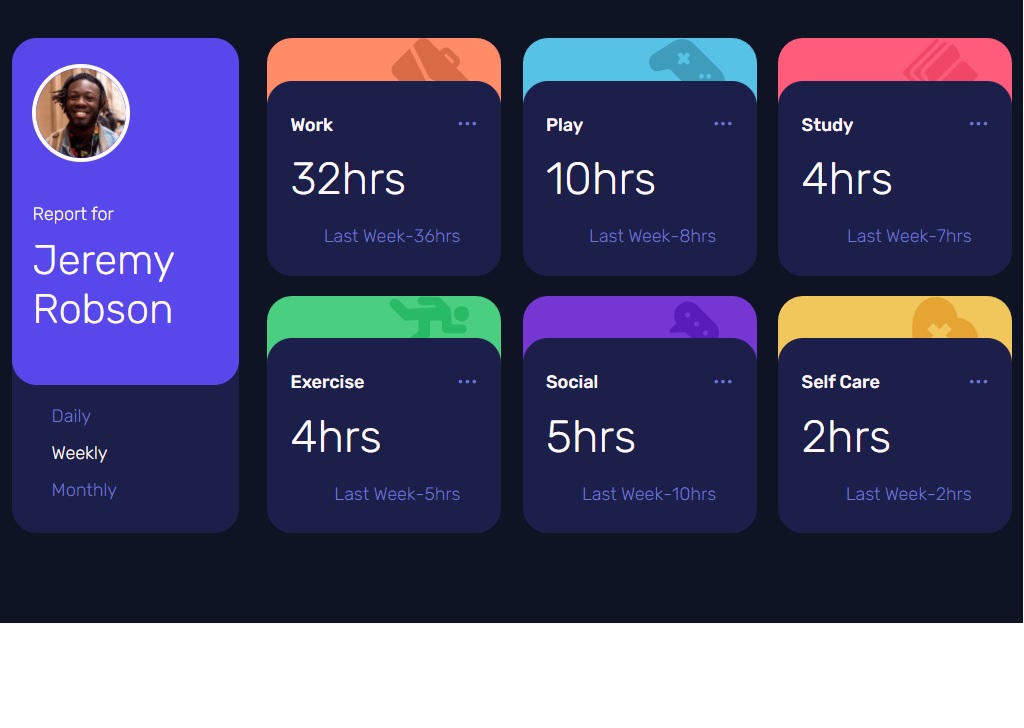 Report for
Jeremy
Robson
Daily
Weekly
Monthly
Work
32hrs
Last Week-36hrs
Play
10hrs
Last Week-8hrs
Study
4hrs
Last Week-7hrs
Exercise
4hrs
Last Week-5hrs
Social
5hrs
Last Week-10hrs
Self Care
2hrs
Last Week-2hrs